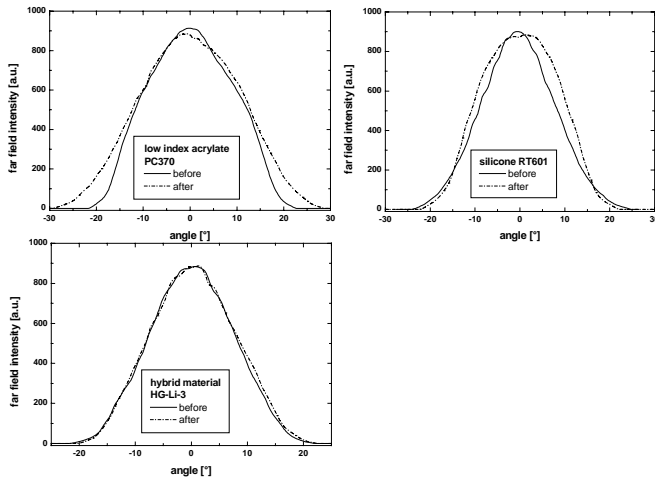 1000
800
600
400
200
0
far field intensity [a.u.]
low index acrylate
PC370
before
after
-30 -20 -10 0 10 20 30
angle [°]
1000
800
600
400
200
0
far field intensity [a.u.]
silicone RT601
before
after
-30 -20 -10 0 10 20 30
angle [°]
1000
800
600
400
200
0
far field intensity [a.u.]
hybrid material
HG-Li-3
before
after
-20 -10 0 10 20
angle [°]